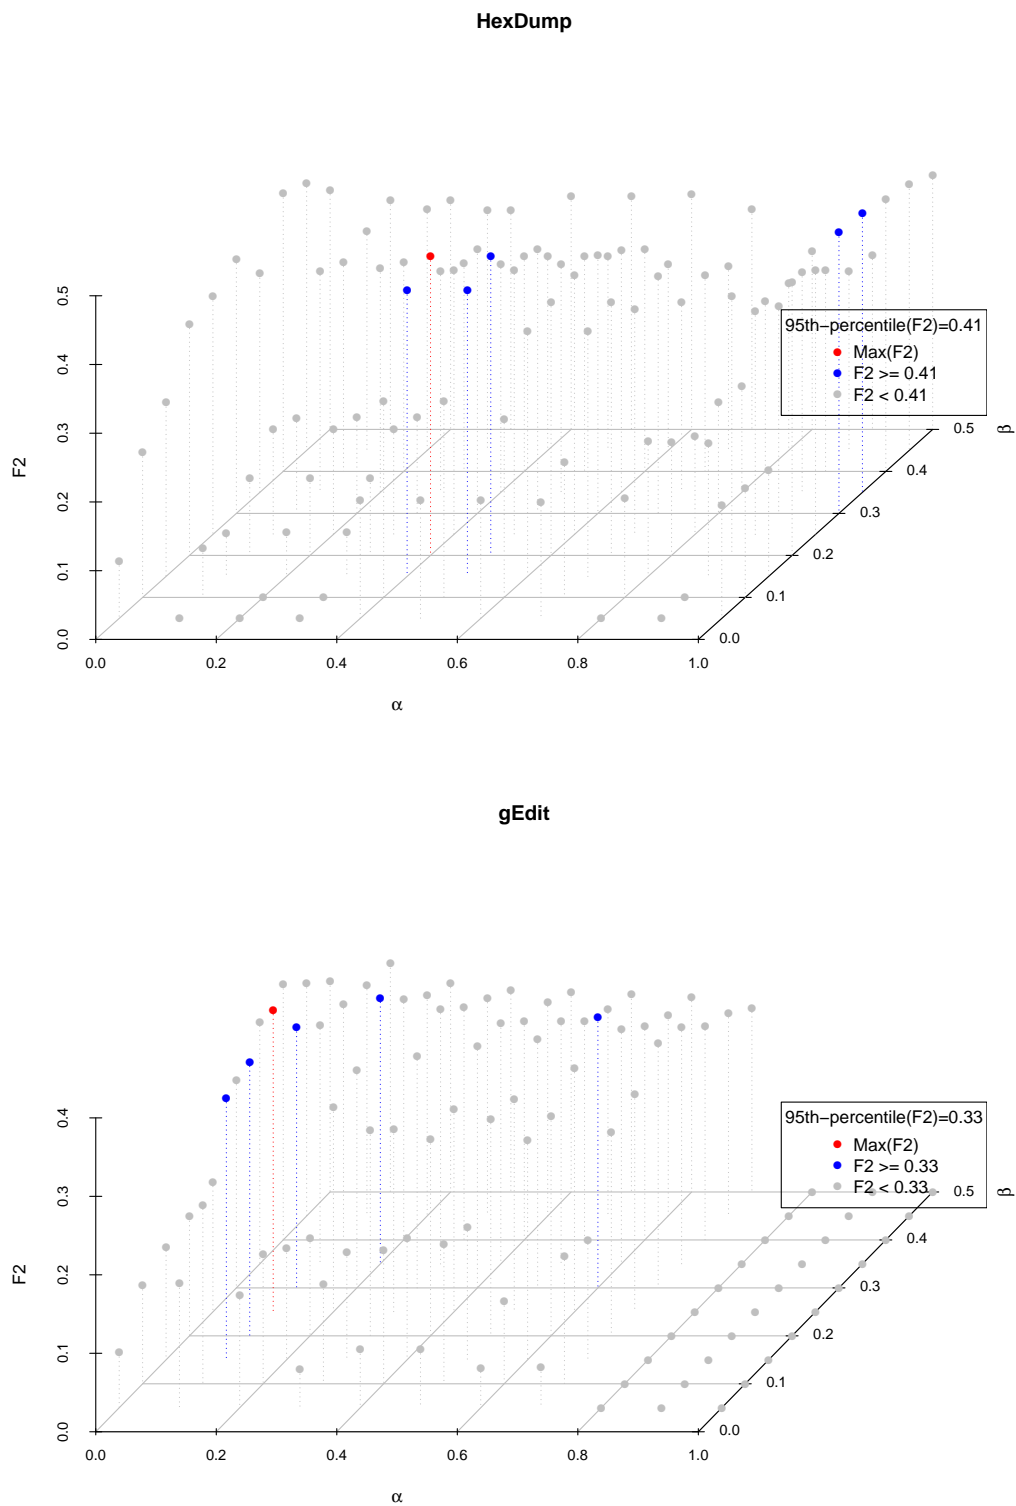 HexDump
0.5
95th−percentile(F2)=0.41
Max(F2)
0.4
F2 >= 0.41
F2 < 0.41
0.3
0.5
β
F2
0.4
0.2
0.3
0.1
0.2
0.1
0.0
0.0
0.0 0.2 0.4 0.6 0.8 1.0
α
gEdit
0.4
95th−percentile(F2)=0.33
Max(F2)
F2 >= 0.33
F2 < 0.33
0.3
0.5
β
0.4
F2
0.2
0.3
0.2
0.1
0.1
0.0
0.0
0.0 0.2 0.4 0.6 0.8 1.0
α